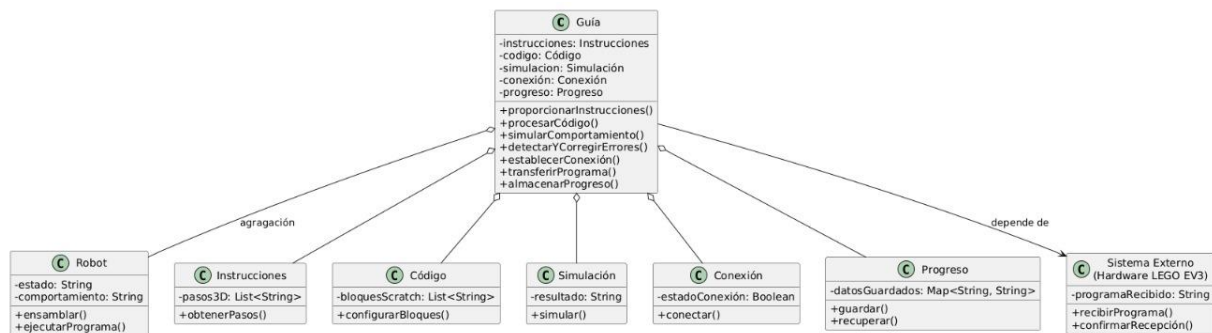 C Guía
-instrucciones: Instrucciones
-codigo: Código
-simulacion: Simulación
-conexión: Conexión
-progreso: Progreso
+proporcionarInstrucciones()
+procesarCódigo()
+simularComportamiento()
+detectarYCorregirErrores()
+establecerConexión()
+transferirPrograma()
+almacenarProgreso()
agragación
depende de
C Robot
-estado: String
-comportamiento: String
+ensamblar()
+ejecutarPrograma()
C Instrucciones
-pasos3D: List<String>
+obtenerPasos()
C Código
-bloquesScratch: List<String>
+configurarBloques()
C Simulación
-resultado: String
+simular()
C Conexión
-estadoConexión: Boolean
+conectar()
C Progreso
-datosGuardados: Map<String, String>
+guardar()
+recuperar()
C Sistema Externo
(Hardware LEGO EV3)
-programaRecibido: String
+recibirPrograma()
+confirmarRecepción()